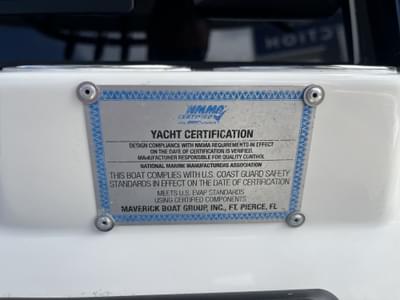 NMMA
CERTIFIED
YACHT CERTIFICATION
DESIGN COMPLIANCE WITH NMMA REQUIREMENTS IN EFFECT
ON THE DATE OF CERTIFICATION IS VERIFIED.
MANUFACTURER RESPONSIBLE FOR QUALITY CONTROL
NATIONAL MARINE MANUFACTURERS ASSOCIATION
THIS BOAT COMPLIES WITH U.S. COAST GUARD SAFETY
STANDARDS IN EFFECT ON THE DATE OF CERTIFICATION
MEETS U.S. EVAP STANDARDS
USING CERTIFIED COMPONENTS
MAVERICK BOAT GROUP, INC., FT. PIERCE, FL